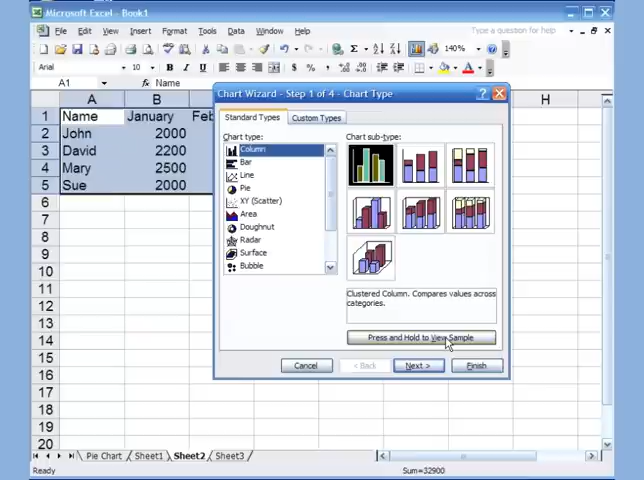 Microsoft Excel - Book1
File Edit View Insert Format Tools Data Window Help
Type a question for help
Σ 140%
Arial 10 B I U
A1 Name
A B H
1 Name January Feb
2 John 2000
3 David 2200
4 Mary 2500
5 Sue 2000
6
7
8
9
10
11
12
13
14
15
16
17
18
19
20
Chart Wizard - Step 1 of 4 - Chart Type
Standard Types Custom Types
Chart type:
Column
Bar
Line
Pie
XY (Scatter)
Area
Doughnut
Radar
Surface
Bubble
Chart sub-type:
Clustered Column. Compares values across
categories.
Press and Hold to View Sample
Cancel < Back Next > Finish
Pie Chart Sheet1 Sheet2 Sheet3
Ready Sum=32900